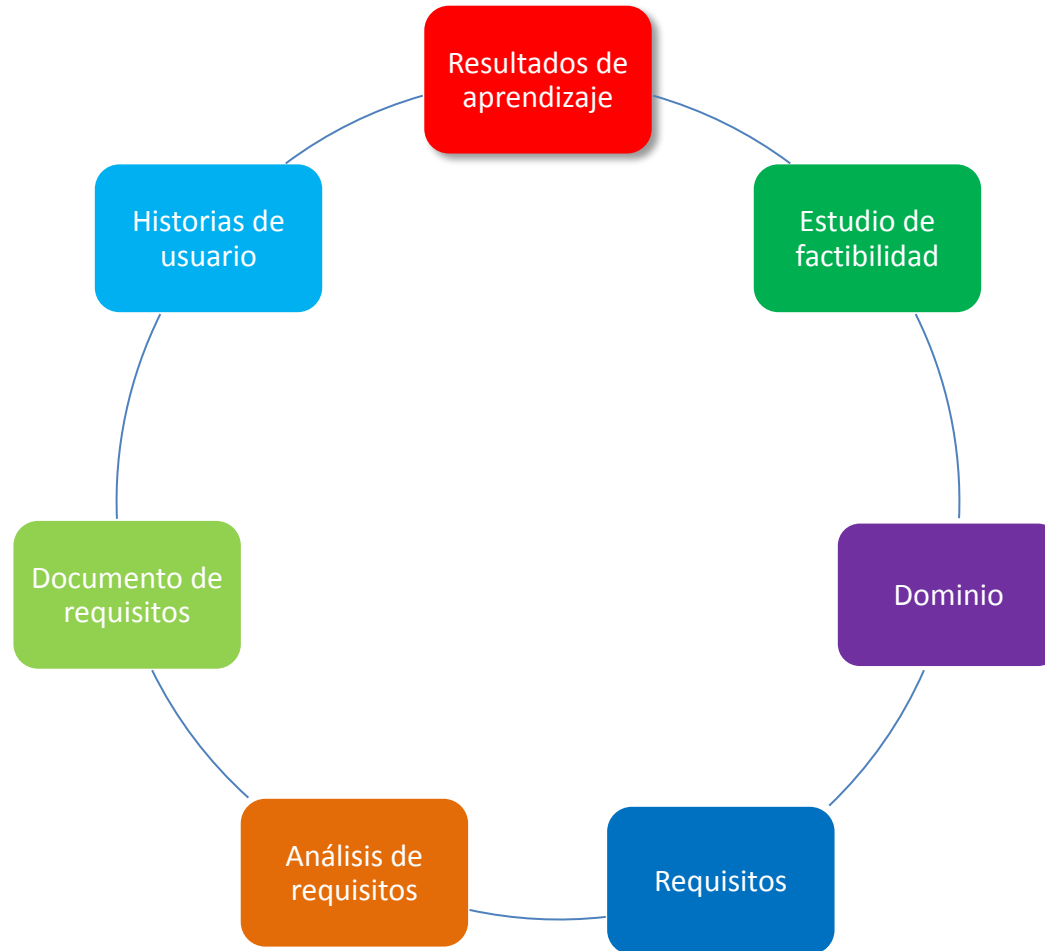 Resultados de
aprendizaje
Estudio de
factibilidad
Dominio
Requisitos
Análisis de
requisitos
Documento de
requisitos
Historias de
usuario